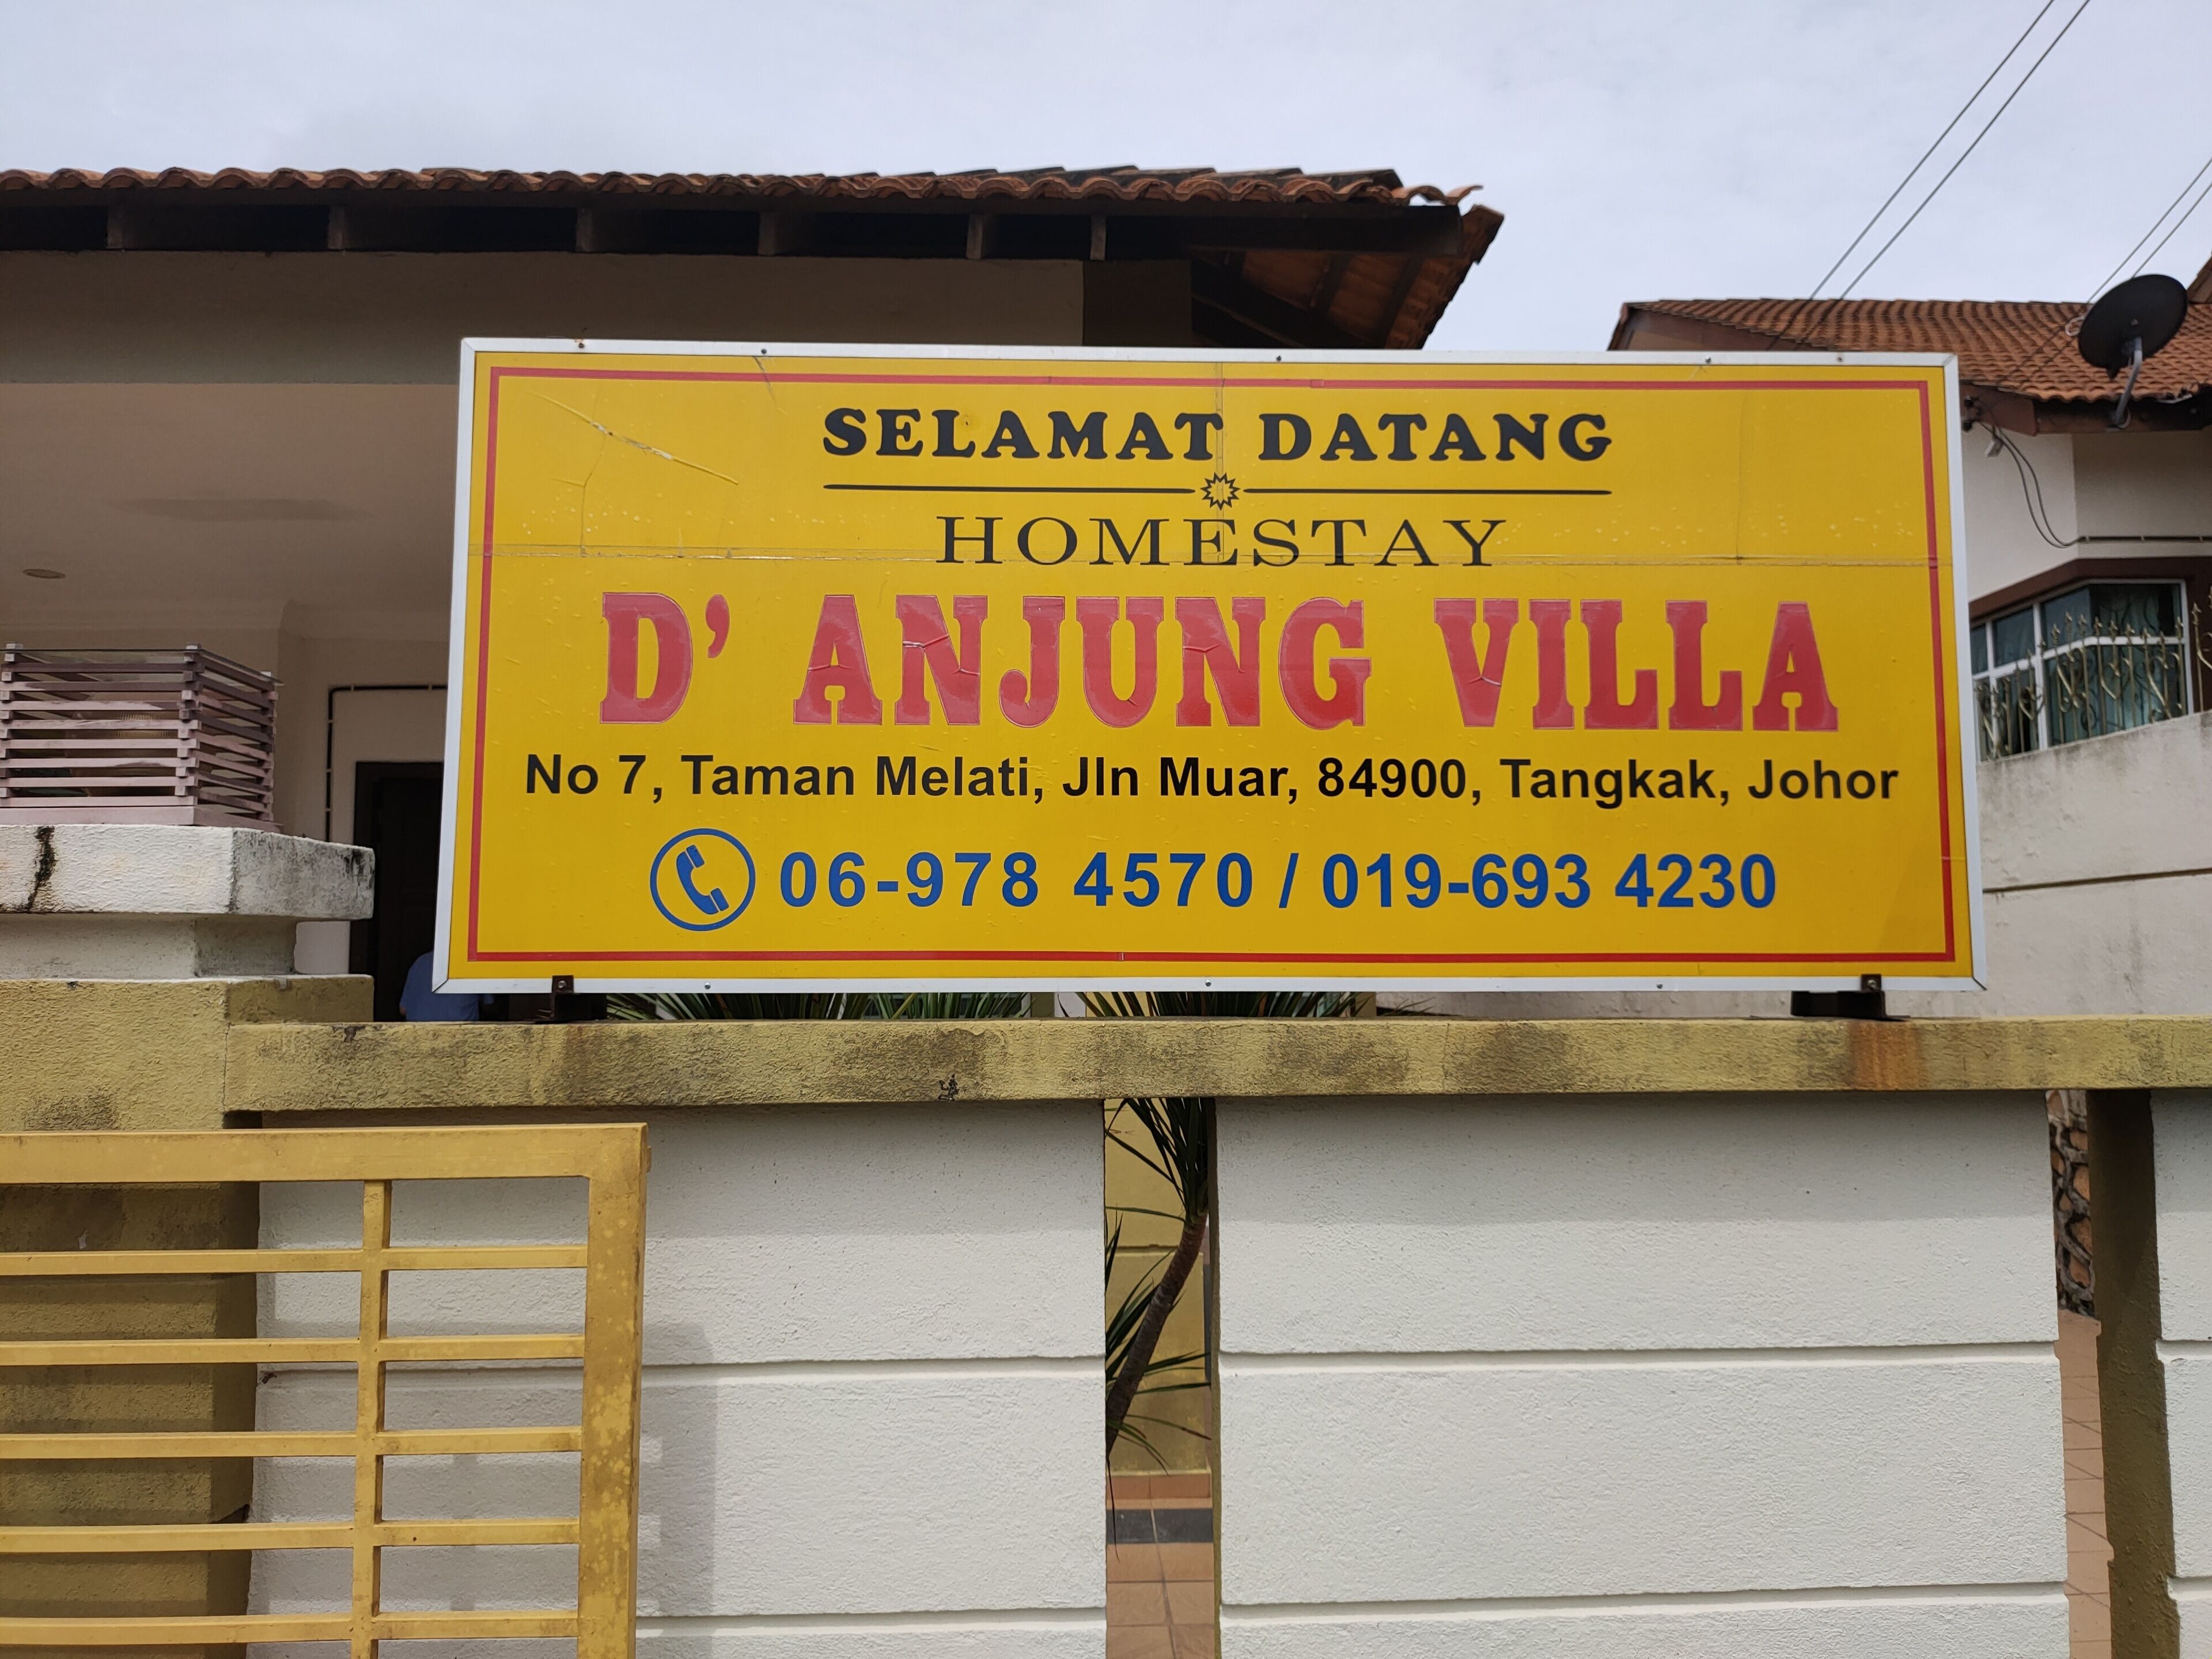 SELAMAT DATANG
HOMESTAY
D' ANJUNG VILLA
No 7, Taman Melati, Jln Muar, 84900, Tangkak, Johor
06-978 4570 / 019-693 4230